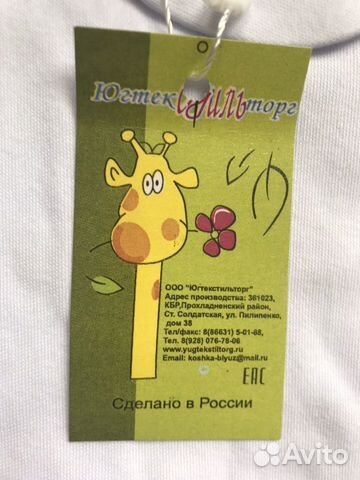 ЮгтекСТИЛЬторг
ООО "Югтекстильторг"
Адрес производства: 361023,
КБР,Прохладненский район,
Ст. Солдатская, ул. Пилипенко,
дом 38
Тел/факс: 8(86631) 5-01-88,
Тел. 8(928) 076-78-06
www.yugtekstiltorg.ru
Email: koshka-blyuz@mail.ru
EAC
Сделано в России
Avito